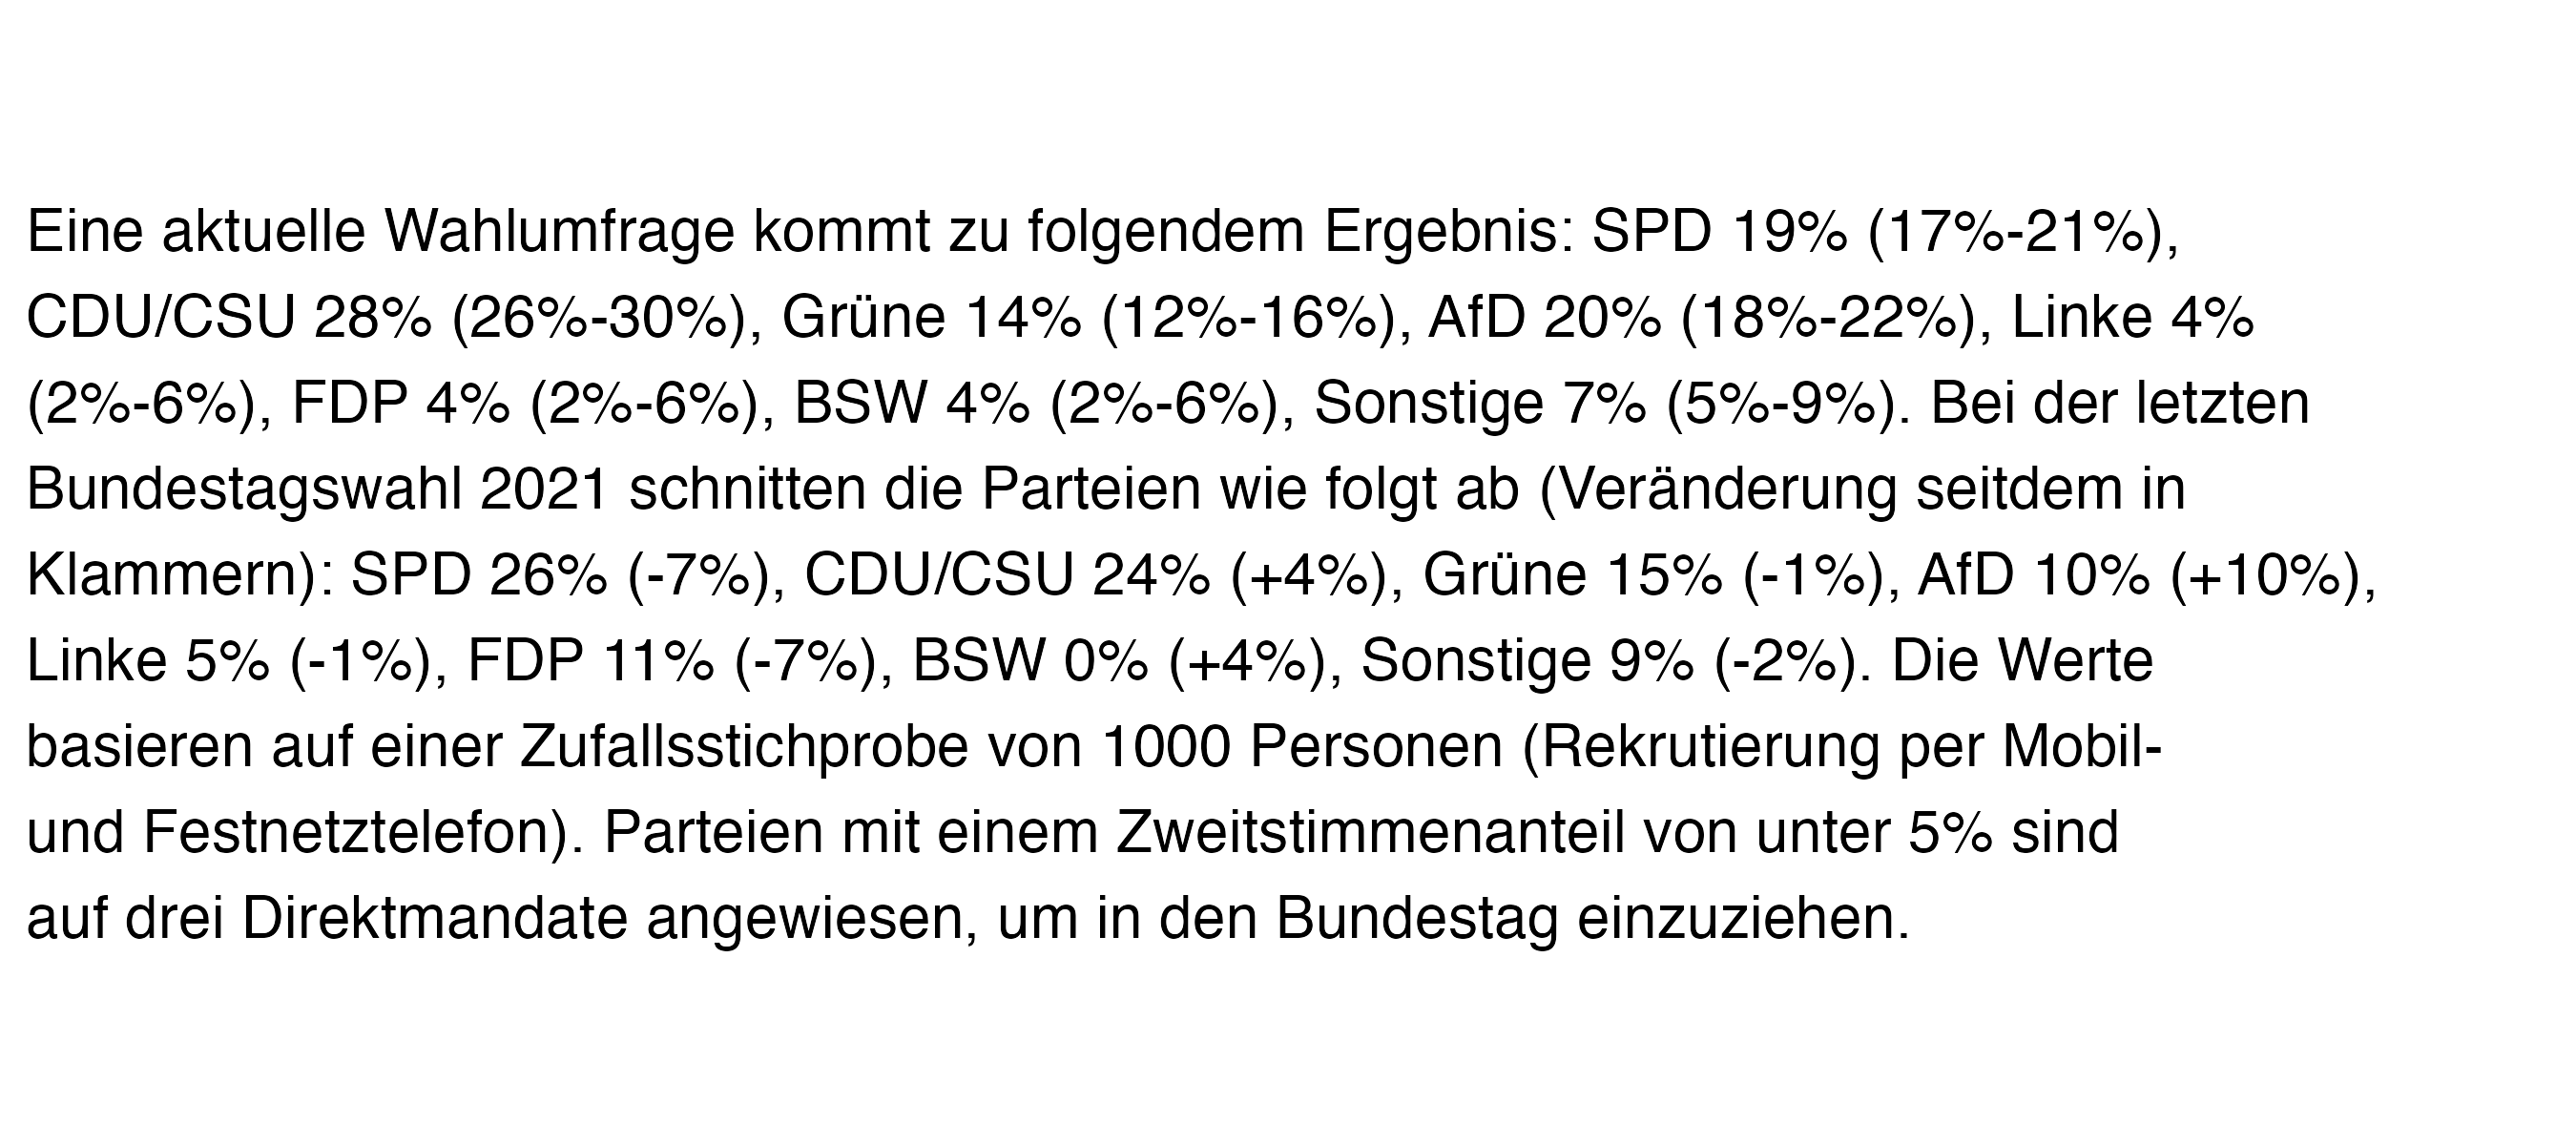 Eine aktuelle Wahlumfrage kommt zu folgendem Ergebnis: SPD 19% (17%-21%),
CDU/CSU 28% (26%-30%), Grüne 14% (12%-16%), AfD 20% (18%-22%), Linke 4%
(2%-6%), FDP 4% (2%-6%), BSW 4% (2%-6%), Sonstige 7% (5%-9%). Bei der letzten
Bundestagswahl 2021 schnitten die Parteien wie folgt ab (Veränderung seitdem in
Klammern): SPD 26% (-7%), CDU/CSU 24% (+4%), Grüne 15% (-1%), AfD 10% (+10%),
Linke 5% (-1%), FDP 11% (-7%), BSW 0% (+4%), Sonstige 9% (-2%). Die Werte
basieren auf einer Zufallsstichprobe von 1000 Personen (Rekrutierung per Mobil-
und Festnetztelefon). Parteien mit einem Zweitstimmenanteil von unter 5% sind
auf drei Direktmandate angewiesen, um in den Bundestag einzuziehen.